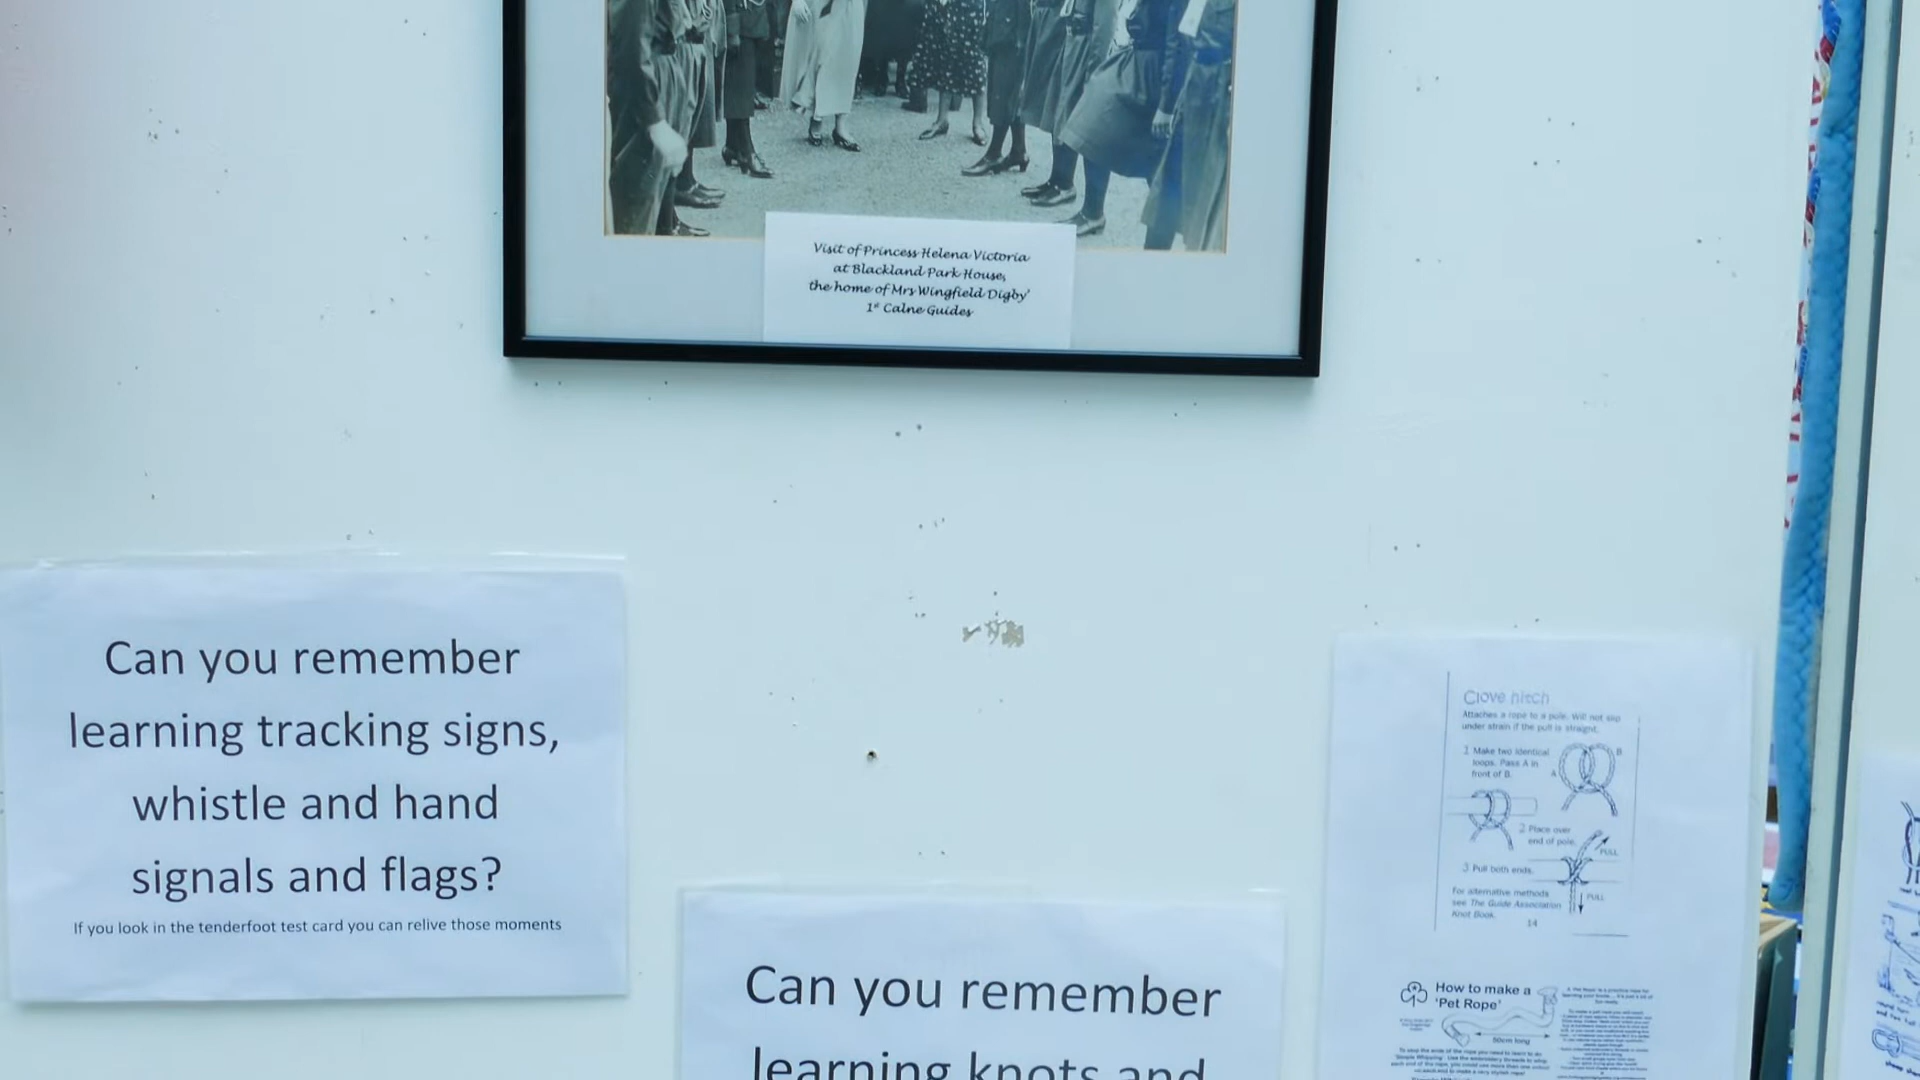 Visit of Princess Helena Victoria
at Blackland Park House,
the home of Mrs Wingfield Digby'
1st Calne Guides
Can you remember
learning tracking signs,
whistle and hand
signals and flags?
If you look in the tenderfoot test card you can relive those moments
Can you remember
learning knots and
Clove hitch
Attaches a rope to a pole. Will not slip
under strain if the pull is straight.
1 Make two identical
loops. Pass A in
front of B.
B
A
2 Place over
end of pole.
PULL
3 Pull both ends.
PULL
For alternative methods
see The Guide Association
Knot Book.
14
How to make a
'Pet Rope'
50cm long